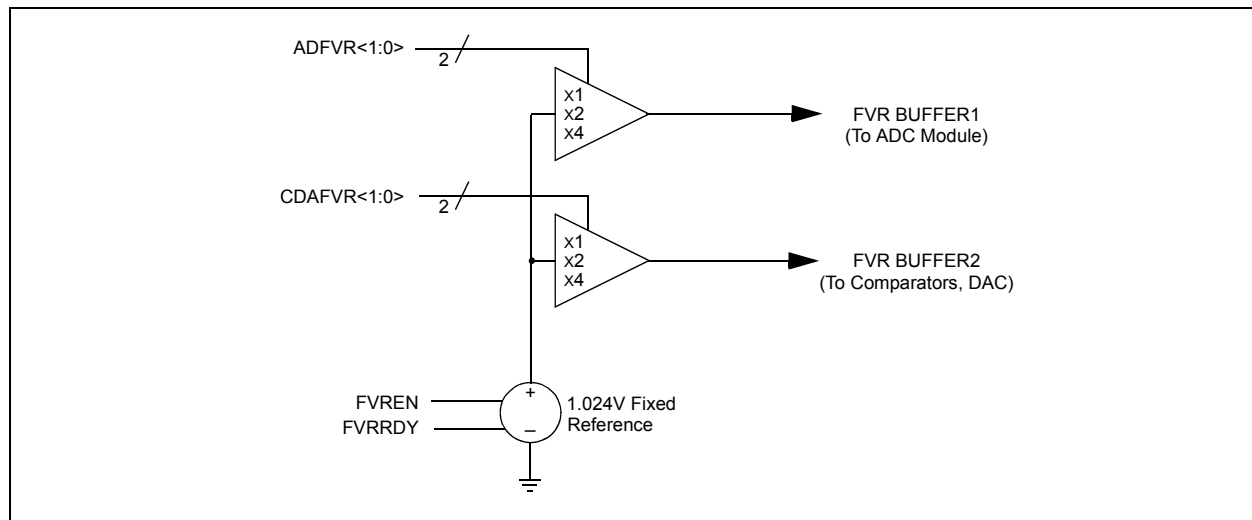 ADFVR<1:0>
2
X1
X2
X4
FVR BUFFER1
(To ADC Module)
CDAFVR<1:0>
2
X1
X2
X4
FVR BUFFER2
(To Comparators, DAC)
FVREN
FVRRDY
+
_
1.024V Fixed
Reference